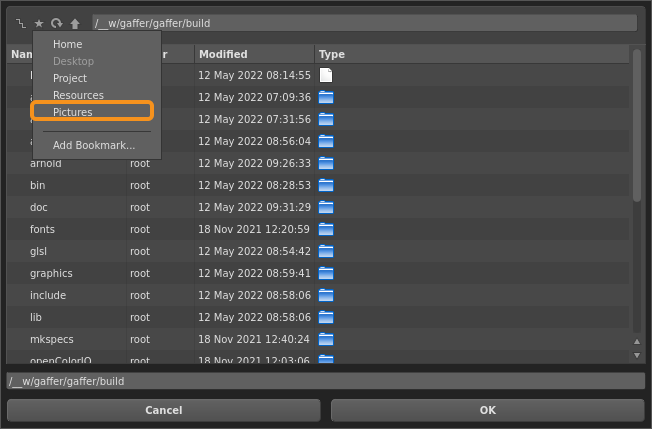 /__w/gaffer/gaffer/build
Modified Type
Home
Desktop
Project
Resources
Pictures
Add Bookmark...
12 May 2022 08:14:55
12 May 2022 07:09:36
12 May 2022 07:31:56
12 May 2022 08:56:04
arnold root 12 May 2022 09:26:33
bin root 12 May 2022 08:28:53
doc root 12 May 2022 09:31:29
fonts root 18 Nov 2021 12:20:59
glsl root 12 May 2022 08:54:42
graphics root 12 May 2022 08:59:41
include root 12 May 2022 08:58:06
lib root 12 May 2022 08:58:06
mkspecs root 18 Nov 2021 12:40:24
openColorIO root 18 Nov 2021 12:03:06
/__w/gaffer/gaffer/build
Cancel OK